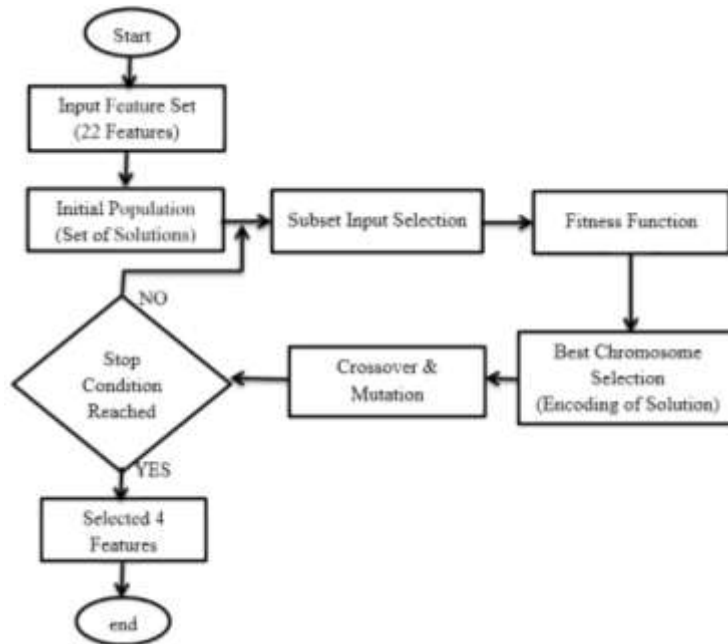 Start
Input Feature Set
(22 Features)
Initial Population
(Set of Solutions)
Subset Input Selection
Fitness Function
NO
Stop
Condition
Reached
Crossover &
Mutation
Best Chromosome
Selection
(Encoding of Solution)
YES
Selected 4
Features
end